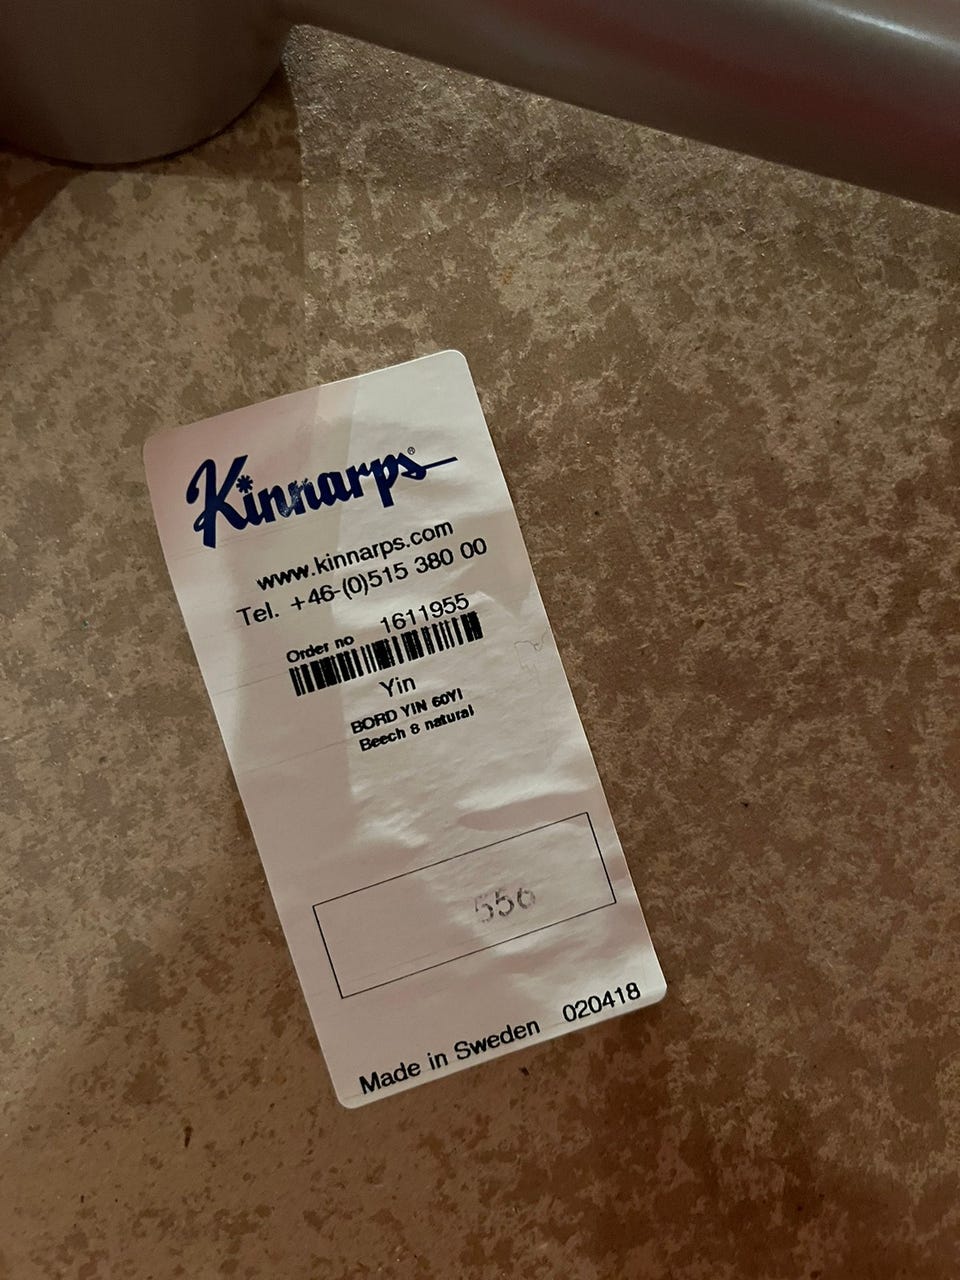 Kinnarps®
www.kinnarps.com
Tel. +46-(0)515 380 00
Order no 1611955
Yin
BORD YIN 60YI
Beech 8 natural
556
Made in Sweden 020418